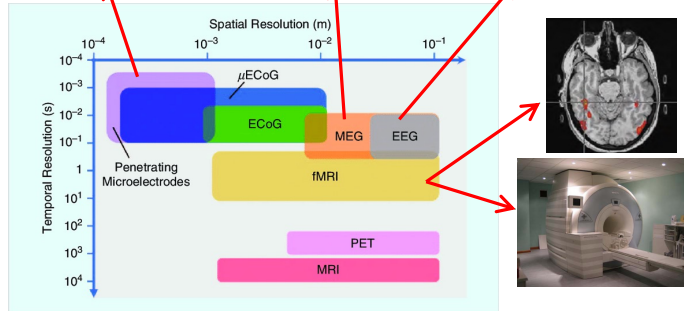 Spatial Resolution (m)
10⁻⁴ 10⁻³ 10⁻² 10⁻¹
Temporal Resolution (s)
10⁻⁴
10⁻³
10⁻²
10⁻¹
1
10¹
10²
10³
10⁴
μECoG
ECoG
MEG
EEG
Penetrating
Microelectrodes
fMRI
PET
MRI